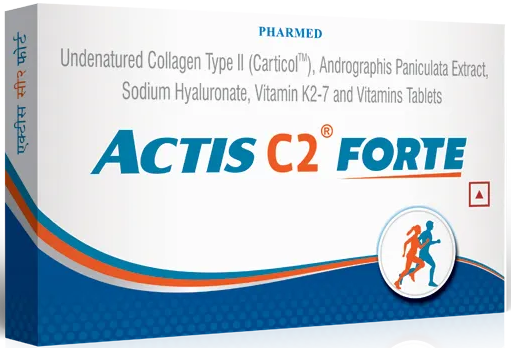 PHARMED
Undenatured Collagen Type II (Carticol™), Andrographis Paniculata Extract,
Sodium Hyaluronate, Vitamin K2-7 and Vitamins Tablets
ACTIS C2® FORTE
एक्टीस सी२ फोर्ट